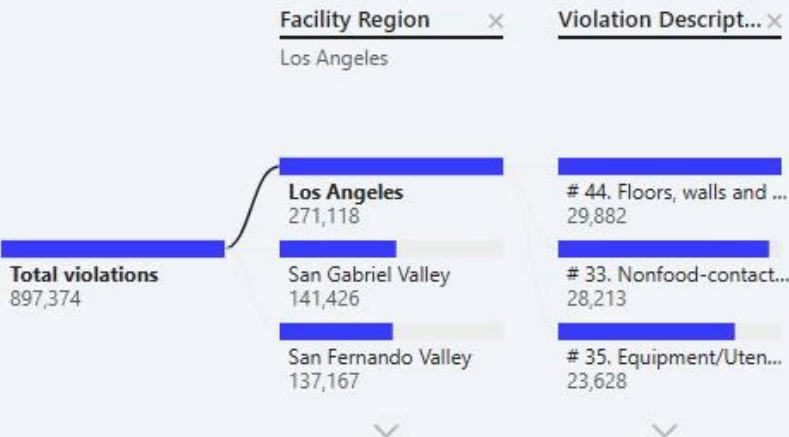 Facility Region ×
Violation Descript... ×
Los Angeles
Los Angeles
271,118
# 44. Floors, walls and ...
29,882
Total violations
897,374
San Gabriel Valley
141,426
# 33. Nonfood-contact...
28,213
San Fernando Valley
137,167
# 35. Equipment/Uten...
23,628